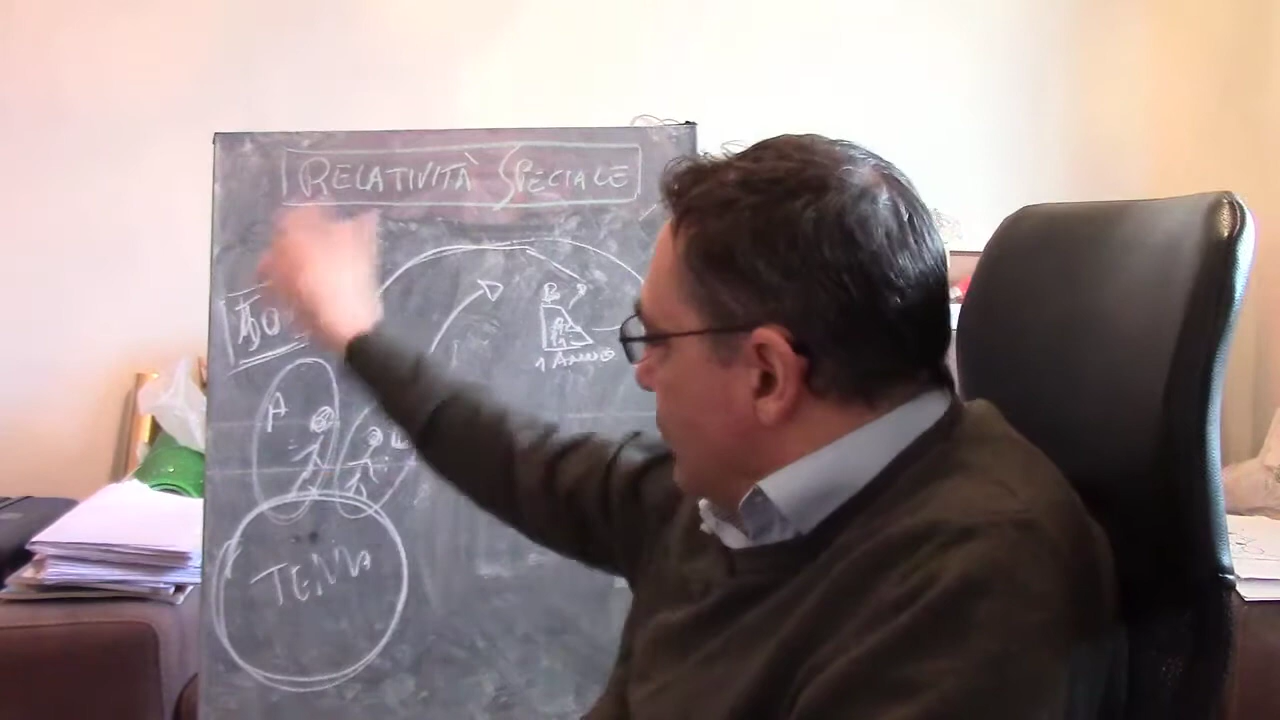 RELATIVITÀ SPECIALE
B
1 ANNO
A
TERRA